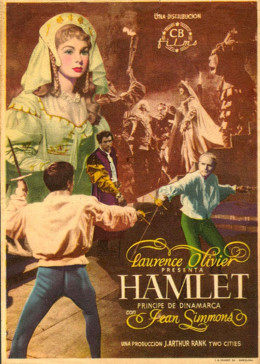 UNA DISTRIBUCION
CB
films
Laurence Olivier
PRESENTA
HAMLET
PRINCIPE DE DINAMARCA
con Jean Simmons
UNA PRODUCCION J. ARTHUR RANK TWO CITIES